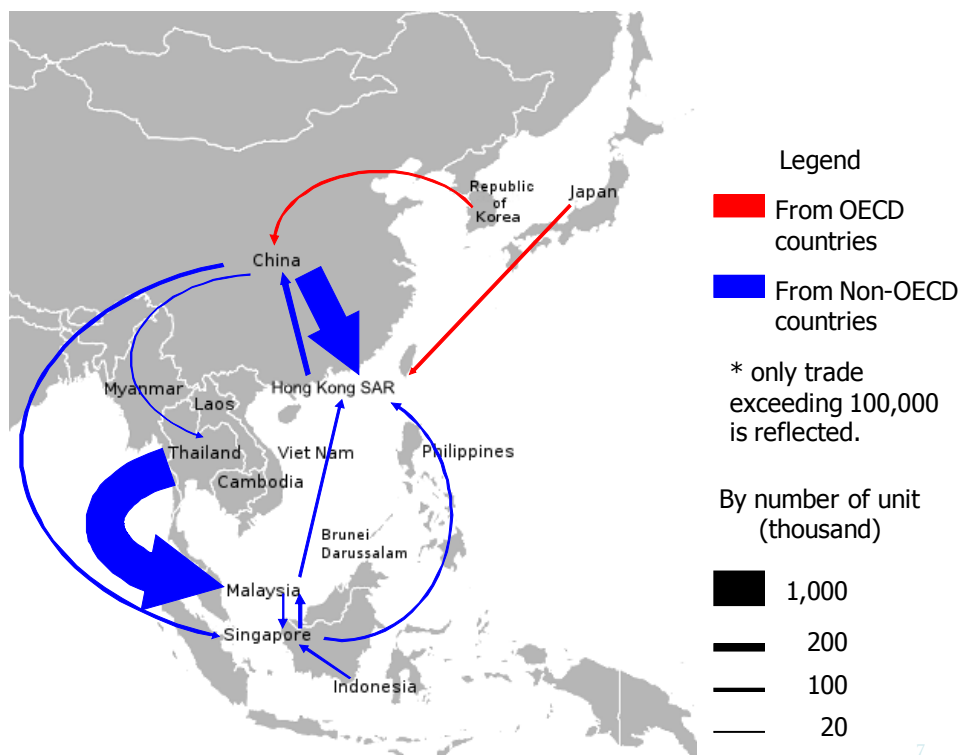 Republic
of
Korea
Japan
China
Hong Kong SAR
Myanmar
Laos
Thailand
Viet Nam
Cambodia
Philippines
Brunei
Darussalam
Malaysia
Singapore
Indonesia
Legend
From OECD
countries
From Non-OECD
countries
* only trade
exceeding 100,000
is reflected.
By number of unit
(thousand)
1,000
200
100
20
7